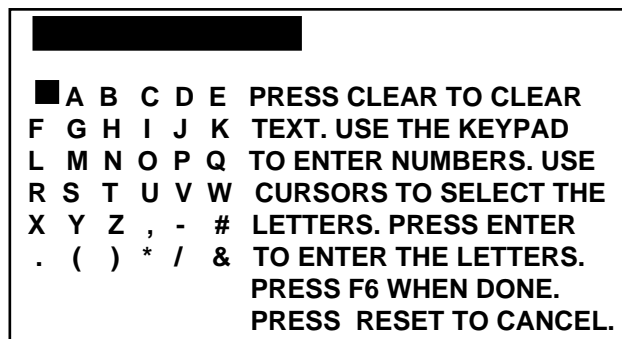 A B C D E PRESS CLEAR TO CLEAR
F G H I J K TEXT. USE THE KEYPAD
L M N O P Q TO ENTER NUMBERS. USE
R S T U V W CURSORS TO SELECT THE
X Y Z , - # LETTERS. PRESS ENTER
. ( ) * / & TO ENTER THE LETTERS.
PRESS F6 WHEN DONE.
PRESS RESET TO CANCEL.